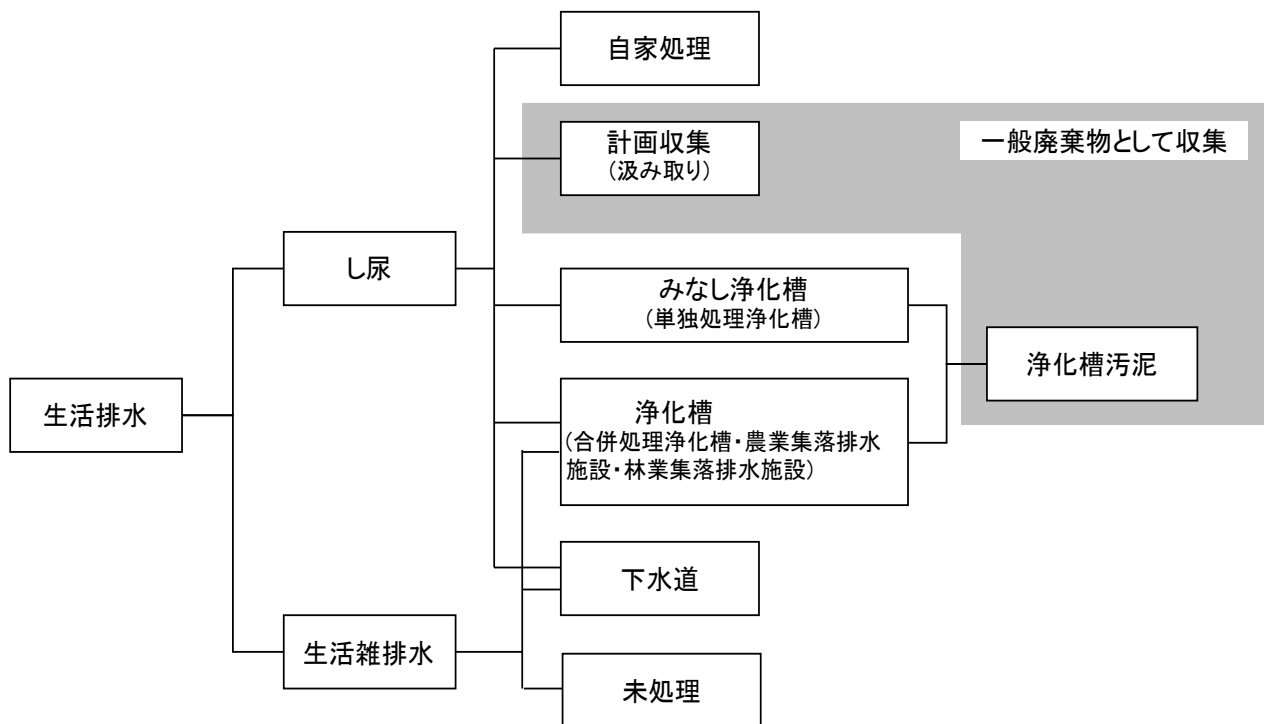 自家処理
計画収集
(汲み取り)
一般廃棄物として収集
し尿
みなし浄化槽
(単独処理浄化槽)
浄化槽汚泥
生活排水
浄化槽
(合併処理浄化槽・農業集落排水
施設・林業集落排水施設)
下水道
生活雑排水
未処理